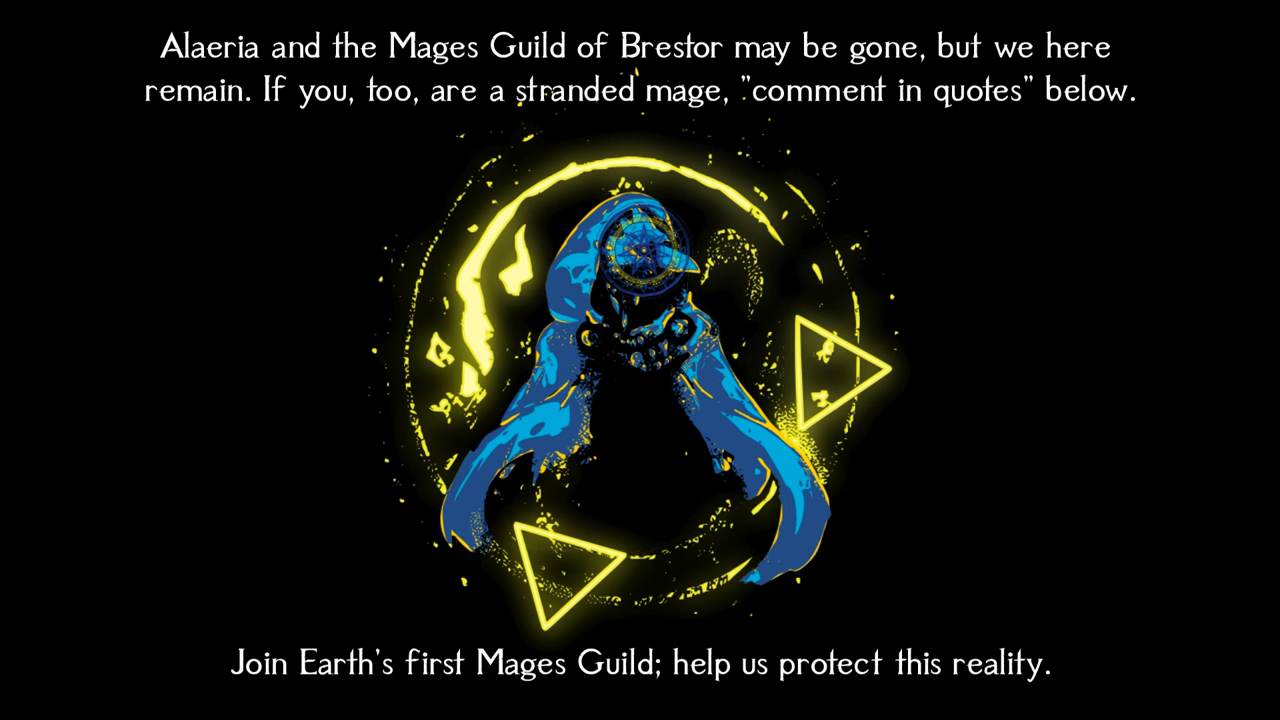 Alaeria and the Mages Guild of Brestor may be gone, but we here
remain. If you, too, are a stranded mage, "comment in quotes" below.
Join Earth's first Mages Guild; help us protect this reality.